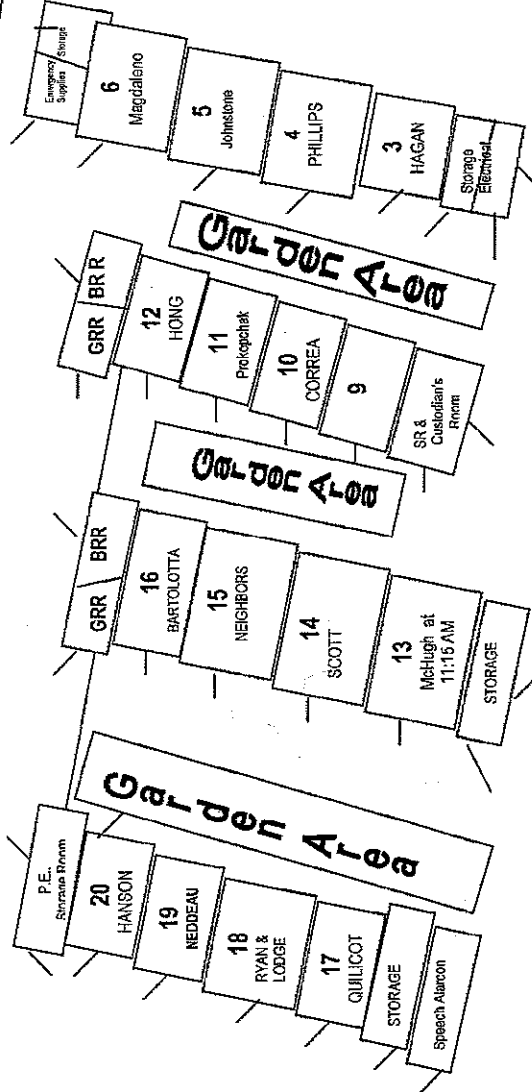 Emergency
Supplies
Storage
6
Magdaleno
5
Johnstone
4
PHILLIPS
3
HAGAN
Storage
Electrical
Garden Area
GRR
BR R
12
HONG
11
Prokopchak
10
CORREA
9
SR &
Custodian's
Room
Garden Area
GRR
BRR
16
BARTOLOTTA
15
NEIGHBORS
14
SCOTT
13
McHugh at
11:15 AM
STORAGE
Garden Area
P.E.
Storage Room
20
HANSON
19
NEDDEAU
18
RYAN &
LODGE
17
QUILICOT
STORAGE
Speech Alarcon